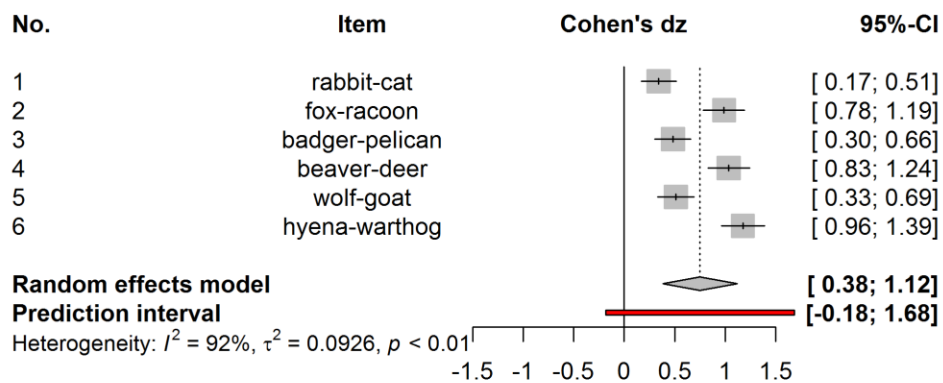 No. Item Cohen's dz 95%-CI
1 rabbit-cat [ 0.17; 0.51]
2 fox-racoon [ 0.78; 1.19]
3 badger-pelican [ 0.30; 0.66]
4 beaver-deer [ 0.83; 1.24]
5 wolf-goat [ 0.33; 0.69]
6 hyena-warthog [ 0.96; 1.39]
Random effects model [ 0.38; 1.12]
Prediction interval [-0.18; 1.68]
Heterogeneity: I² = 92%, τ² = 0.0926, p < 0.01
-1.5 -1 -0.5 0 0.5 1 1.5